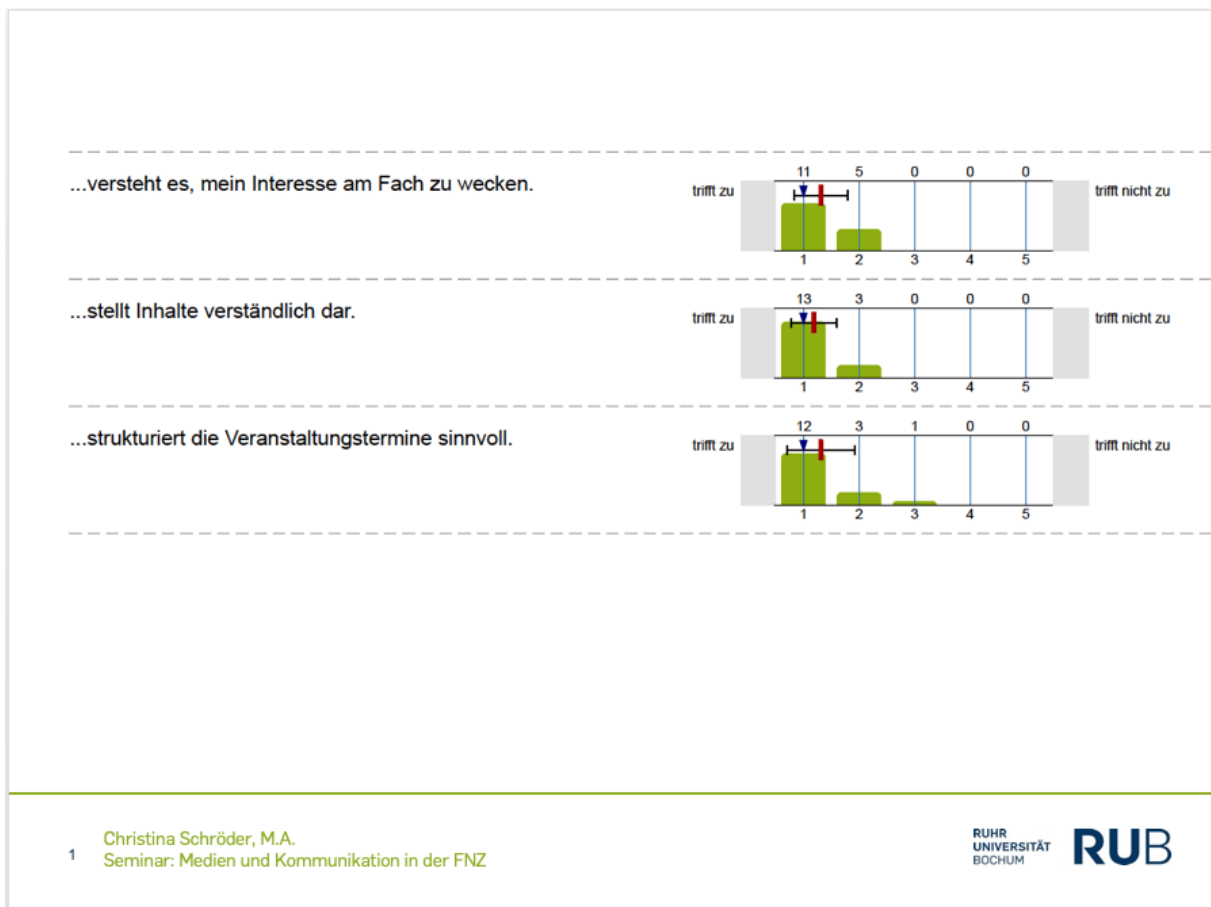 ...versteht es, mein Interesse am Fach zu wecken.
trifft zu
11 5 0 0 0
1 2 3 4 5
trifft nicht zu
...stellt Inhalte verständlich dar.
trifft zu
13 3 0 0 0
1 2 3 4 5
trifft nicht zu
...strukturiert die Veranstaltungstermine sinnvoll.
trifft zu
12 3 1 0 0
1 2 3 4 5
trifft nicht zu
1
Christina Schröder, M.A.
Seminar: Medien und Kommunikation in der FNZ
RUHR
UNIVERSITÄT
BOCHUM
RUB